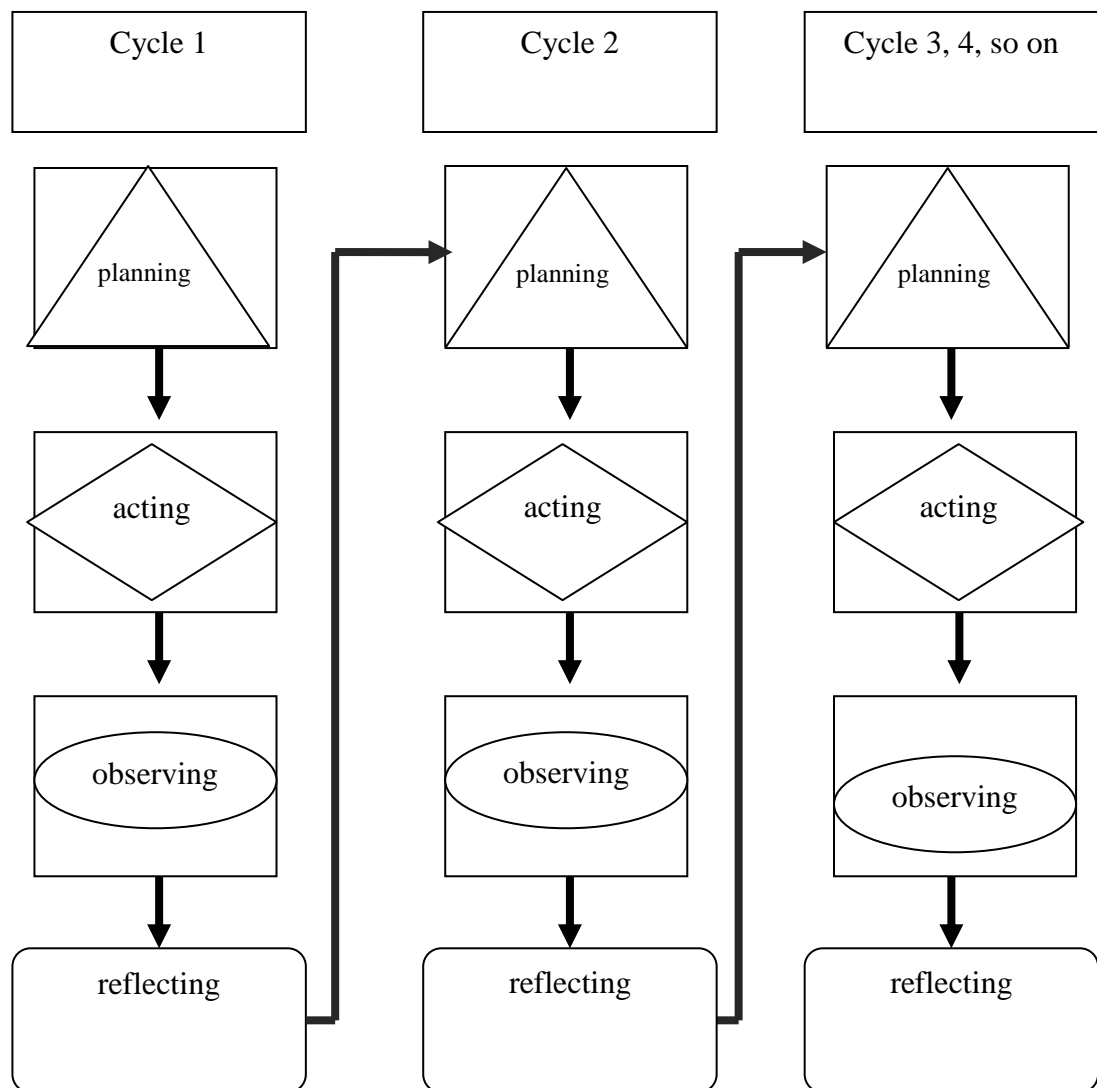 Cycle 1
Cycle 2
Cycle 3, 4, so on
planning
planning
planning
acting
acting
acting
observing
observing
observing
reflecting
reflecting
reflecting